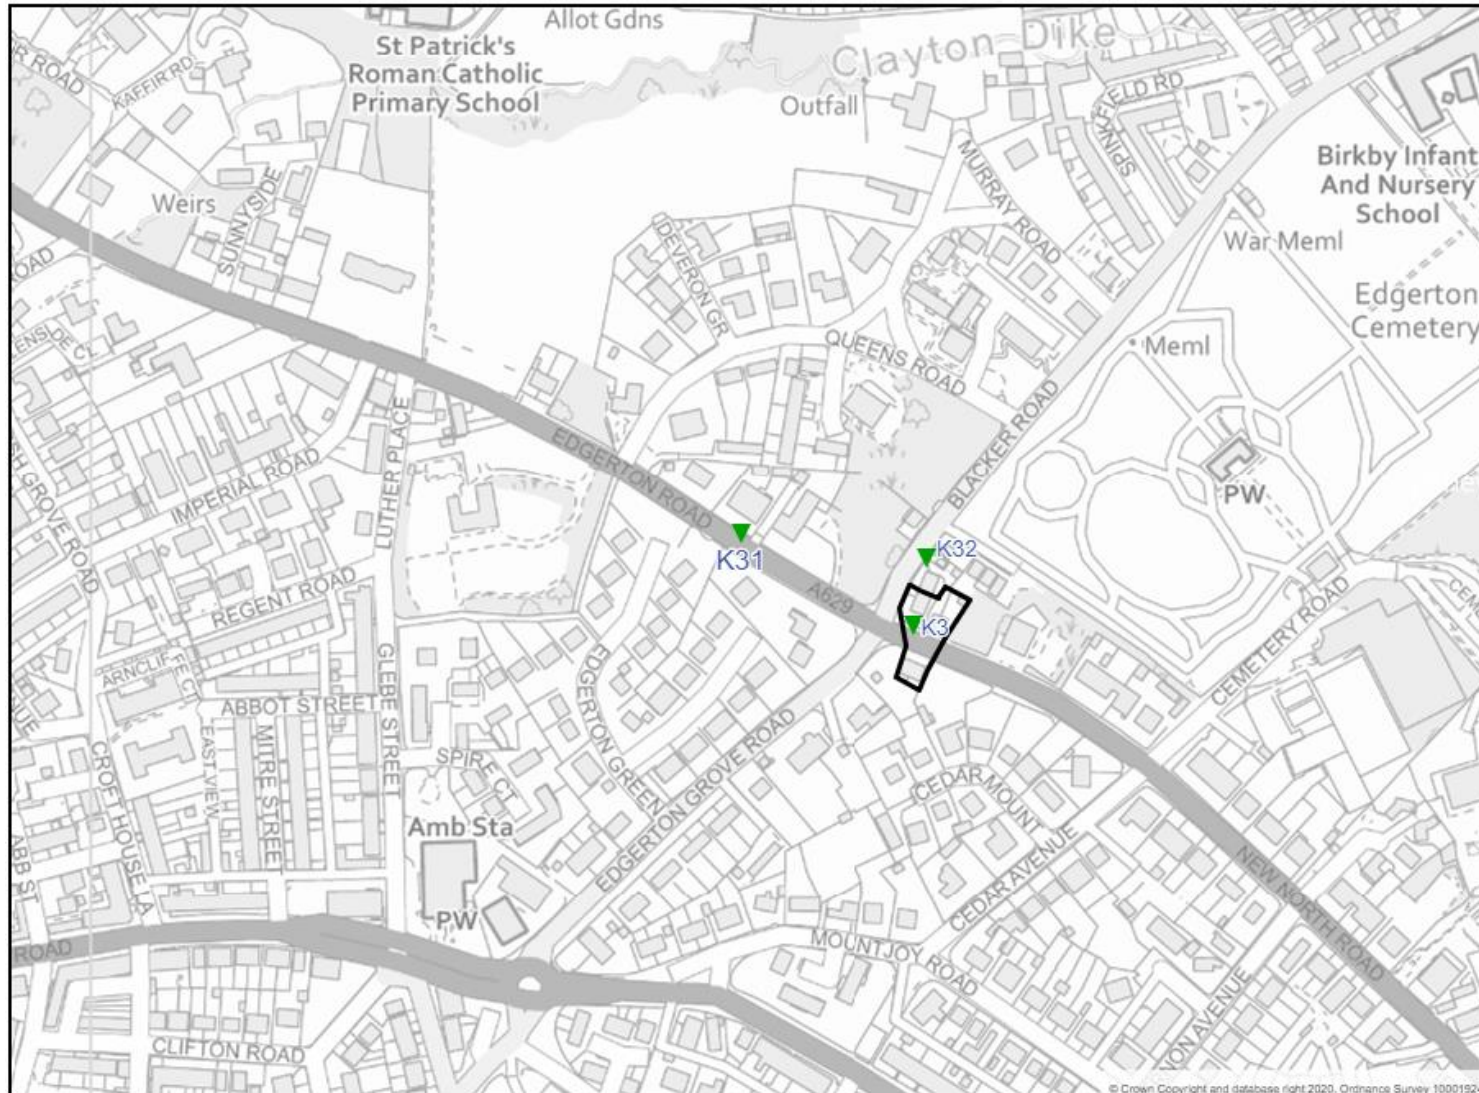 Allot Gdns
Clayton Dike
St Patrick's
Roman Catholic
Primary School
KAFFIR RD
Outfall
SPINKFIELD RD
MURRAY ROAD
Birkby Infant
And Nursery
School
Weirs
SUNNYSIDE
War Meml
DEVERON GR
Edgerton
Cemetery
QUEENS ROAD
Meml
LUTHER PLACE
EDGERTON ROAD
BLACKER ROAD
IMPERIAL ROAD
PW
K31
K32
A629
K3
REGENT ROAD
CEMETERY ROAD
EDGERTON GREEN
GLEBE STREET
ABBOT STREET
EAST VIEW
MITRE STREET
SPIRE CT
CROFT HOUSE LA
EDGERTON GROVE ROAD
CEDAR MOUNT
CEDAR AVENUE
Amb Sta
PW
NEW NORTH ROAD
ROAD
MOUNTJOY ROAD
CLIFTON ROAD
© Crown Copyright and database right 2020. Ordnance Survey 10001924